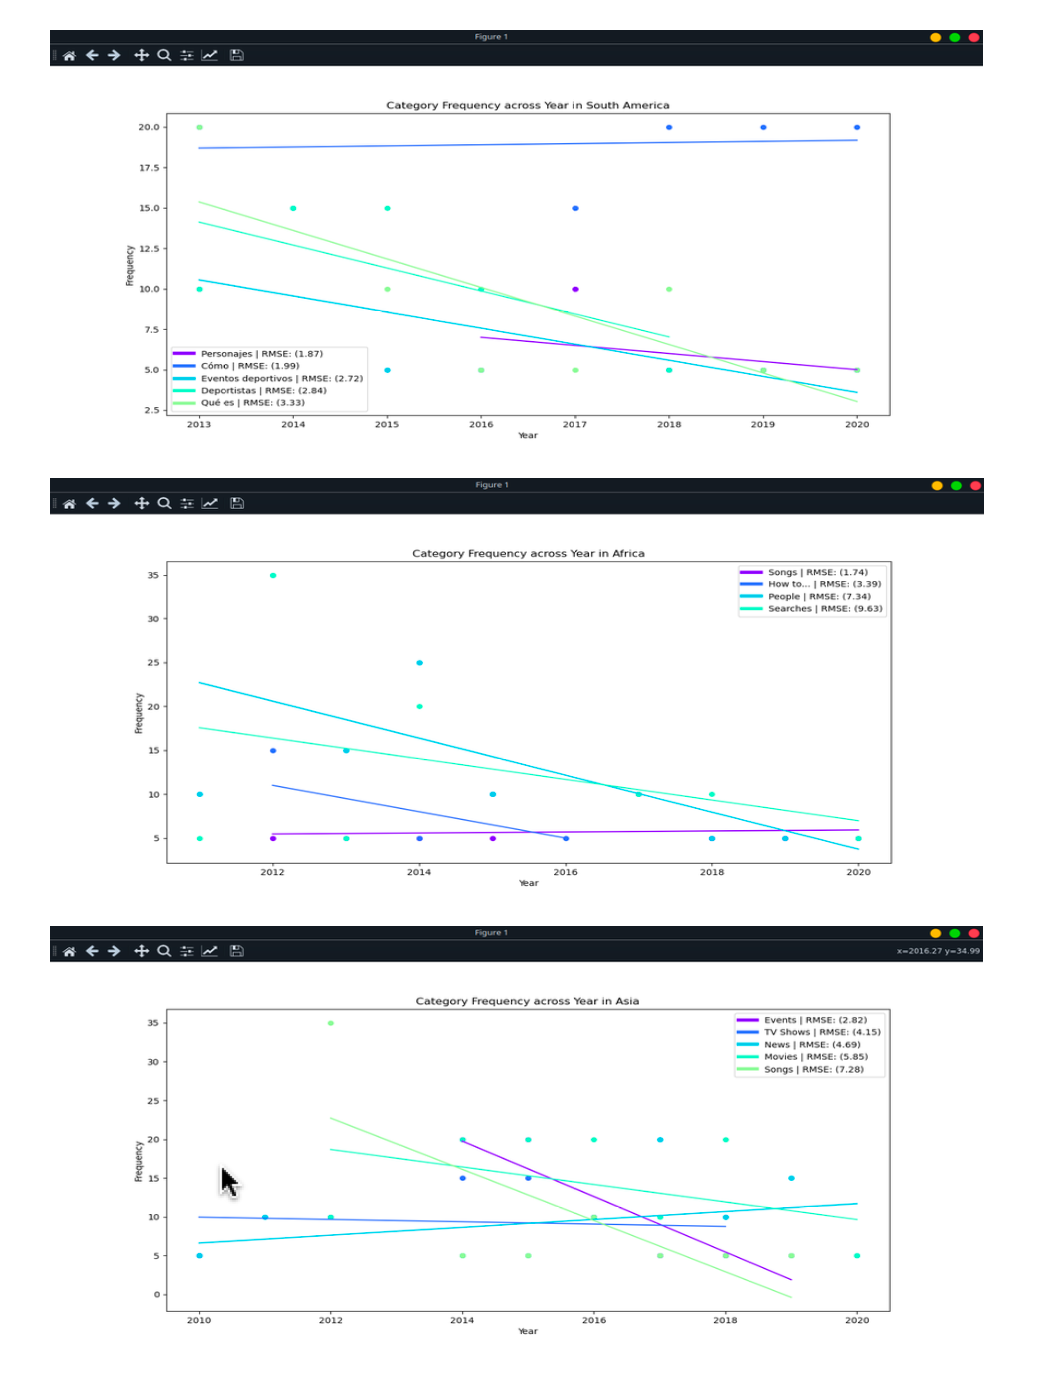 Figure 1
Category Frequency across Year in South America
20.0
17.5
15.0
12.5
10.0
7.5
5.0
2.5
Frequency
Personajes | RMSE: (1.87)
Cómo | RMSE: (1.99)
Eventos deportivos | RMSE: (2.72)
Deportistas | RMSE: (2.84)
Qué es | RMSE: (3.33)
2013 2014 2015 2016 2017 2018 2019 2020
Year
Figure 1
Category Frequency across Year in Africa
35
30
25
20
15
10
5
Frequency
Songs | RMSE: (1.74)
How to... | RMSE: (3.39)
People | RMSE: (7.34)
Searches | RMSE: (9.63)
2012 2014 2016 2018 2020
Year
Figure 1
x=2016.27 y=34.99
Category Frequency across Year in Asia
35
30
25
20
15
10
5
0
Frequency
Events | RMSE: (2.82)
TV Shows | RMSE: (4.15)
News | RMSE: (4.69)
Movies | RMSE: (5.85)
Songs | RMSE: (7.28)
2010 2012 2014 2016 2018 2020
Year